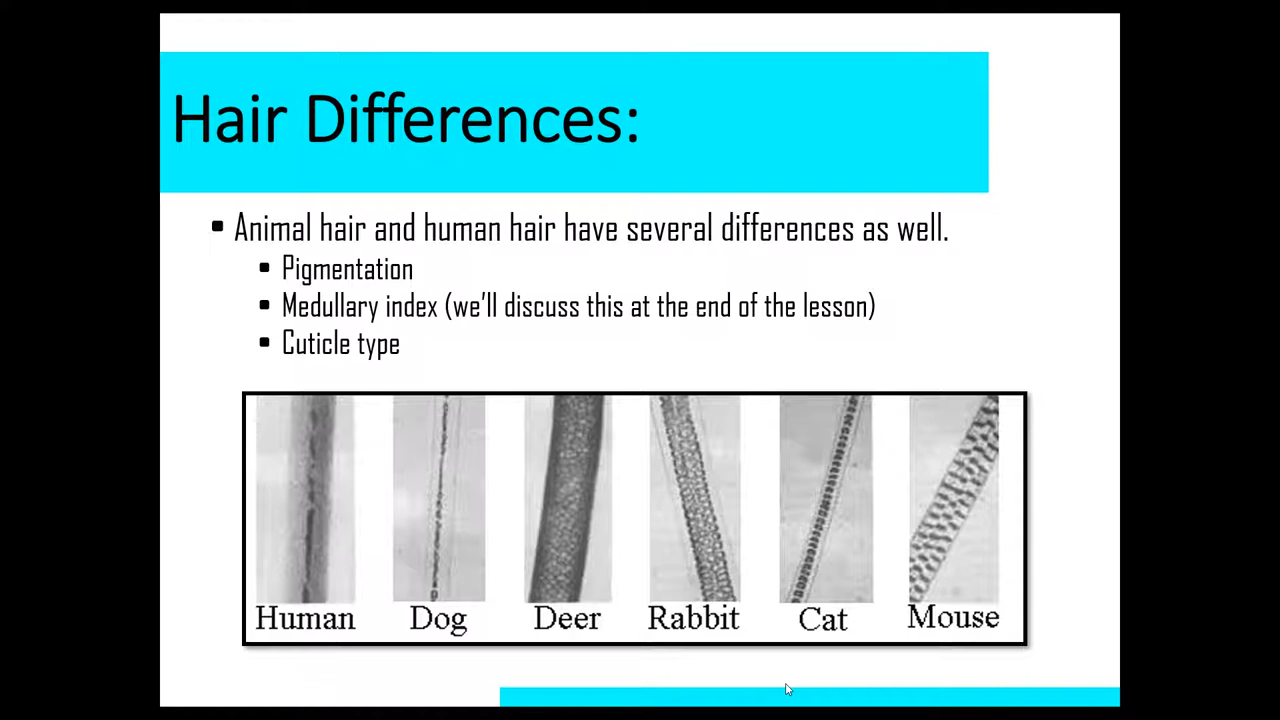 Hair Differences:
▪ Animal hair and human hair have several differences as well.
▪ Pigmentation
▪ Medullary index (we'll discuss this at the end of the lesson)
▪ Cuticle type
Human Dog Deer Rabbit Cat Mouse